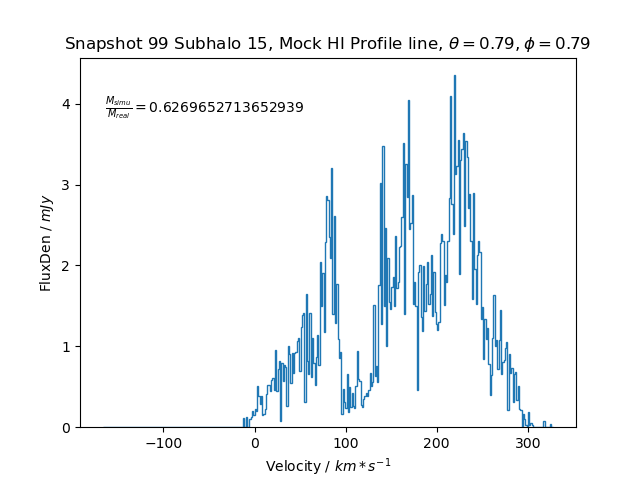 Snapshot 99 Subhalo 15, Mock HI Profile line, θ = 0.79, ϕ = 0.79
M_simu / M_real = 0.6269652713652939
4
3
2
1
0
FluxDen / mJy
−100 0 100 200 300
Velocity / km * s⁻¹